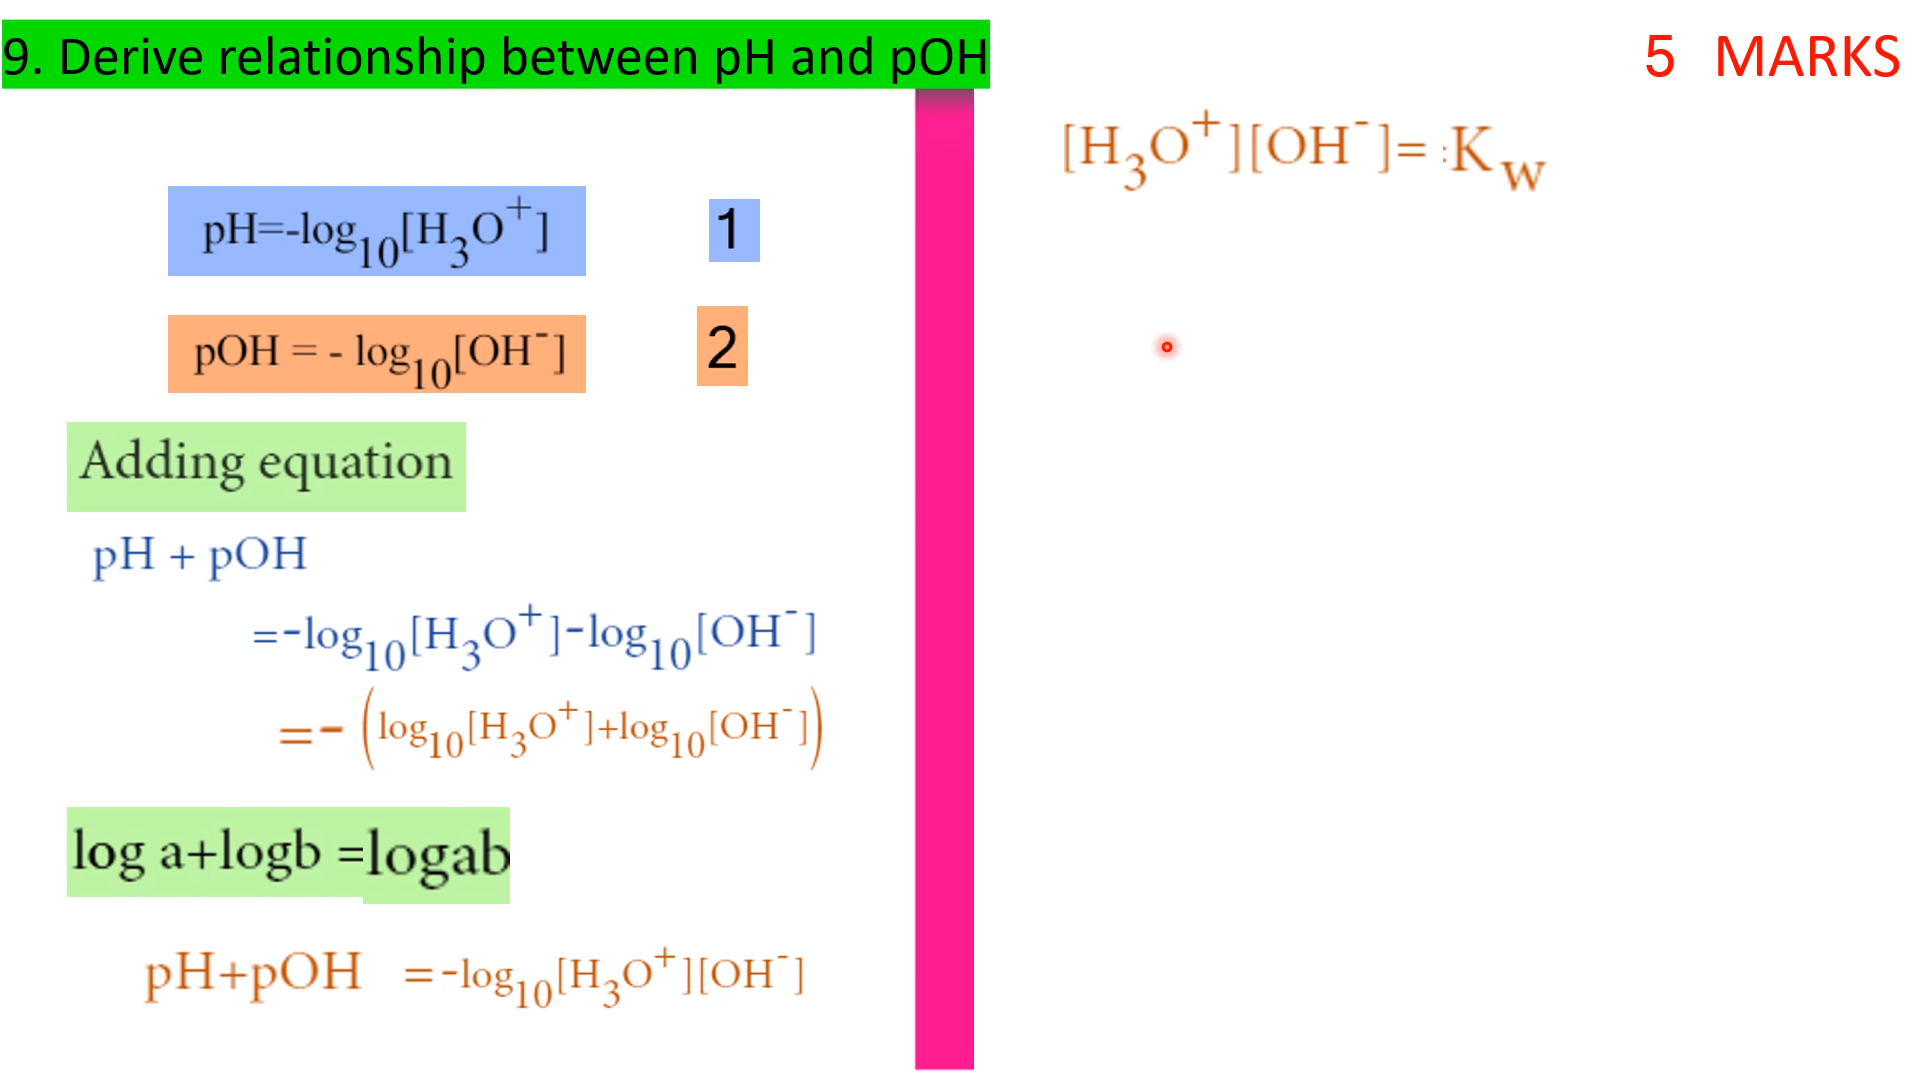 9. Derive relationship between pH and pOH
5 MARKS
pH=-log₁₀[H₃O⁺] 1
pOH = - log₁₀[OH⁻] 2
Adding equation
pH + pOH
=-log₁₀[H₃O⁺]-log₁₀[OH⁻]
=-(log₁₀[H₃O⁺]+log₁₀[OH⁻])
log a+logb =logab
pH+pOH =-log₁₀[H₃O⁺][OH⁻]
[H₃O⁺][OH⁻]= K_w